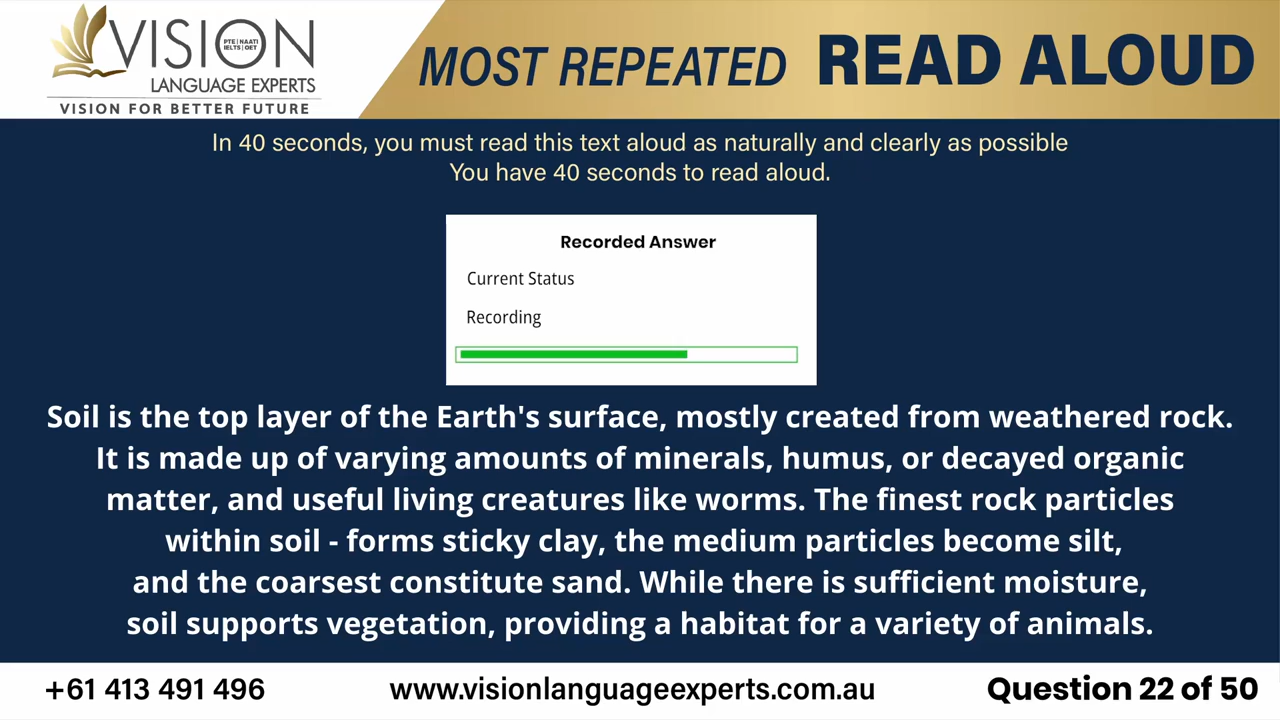 VISION
PTE | NAATI
IELTS | OET
LANGUAGE EXPERTS
VISION FOR BETTER FUTURE
MOST REPEATED READ ALOUD
In 40 seconds, you must read this text aloud as naturally and clearly as possible
You have 40 seconds to read aloud.
Recorded Answer
Current Status
Recording
Soil is the top layer of the Earth's surface, mostly created from weathered rock.
It is made up of varying amounts of minerals, humus, or decayed organic
matter, and useful living creatures like worms. The finest rock particles
within soil - forms sticky clay, the medium particles become silt,
and the coarsest constitute sand. While there is sufficient moisture,
soil supports vegetation, providing a habitat for a variety of animals.
+61 413 491 496
www.visionlanguageexperts.com.au
Question 22 of 50